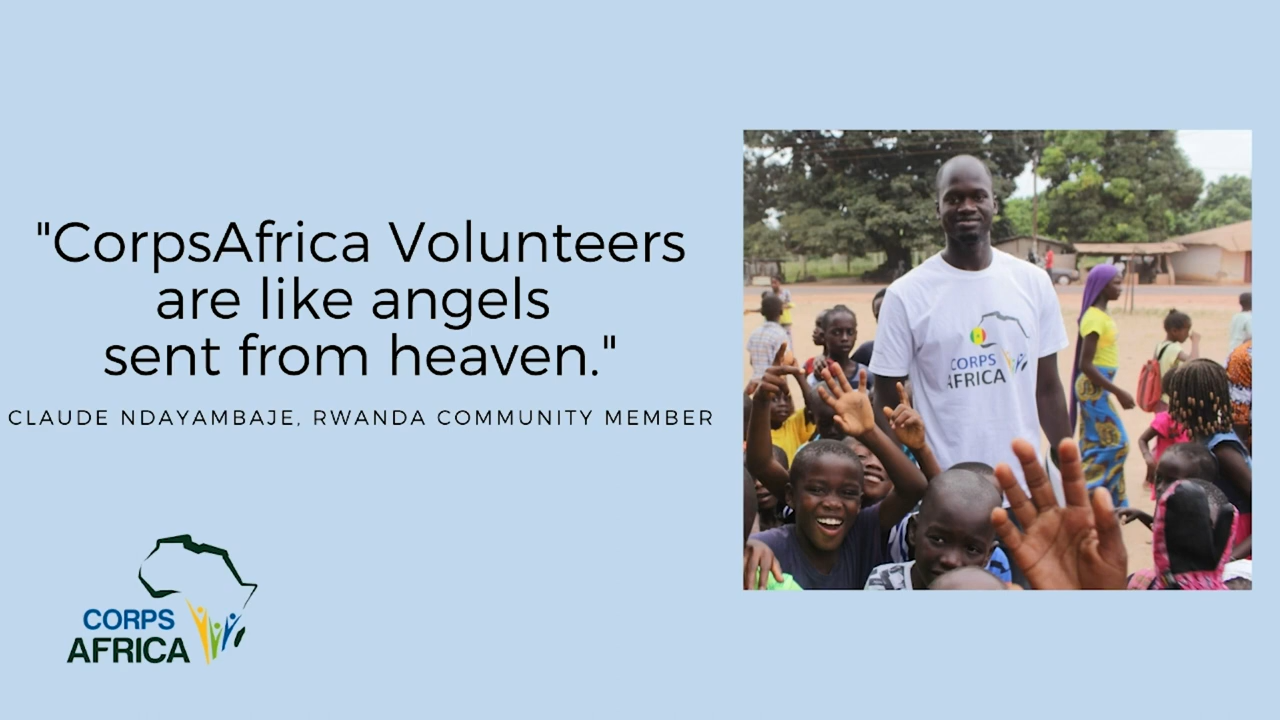 "CorpsAfrica Volunteers
are like angels
sent from heaven."
CLAUDE NDAYAMBAJE, RWANDA COMMUNITY MEMBER
CORPS
AFRICA
CORPS
AFRICA